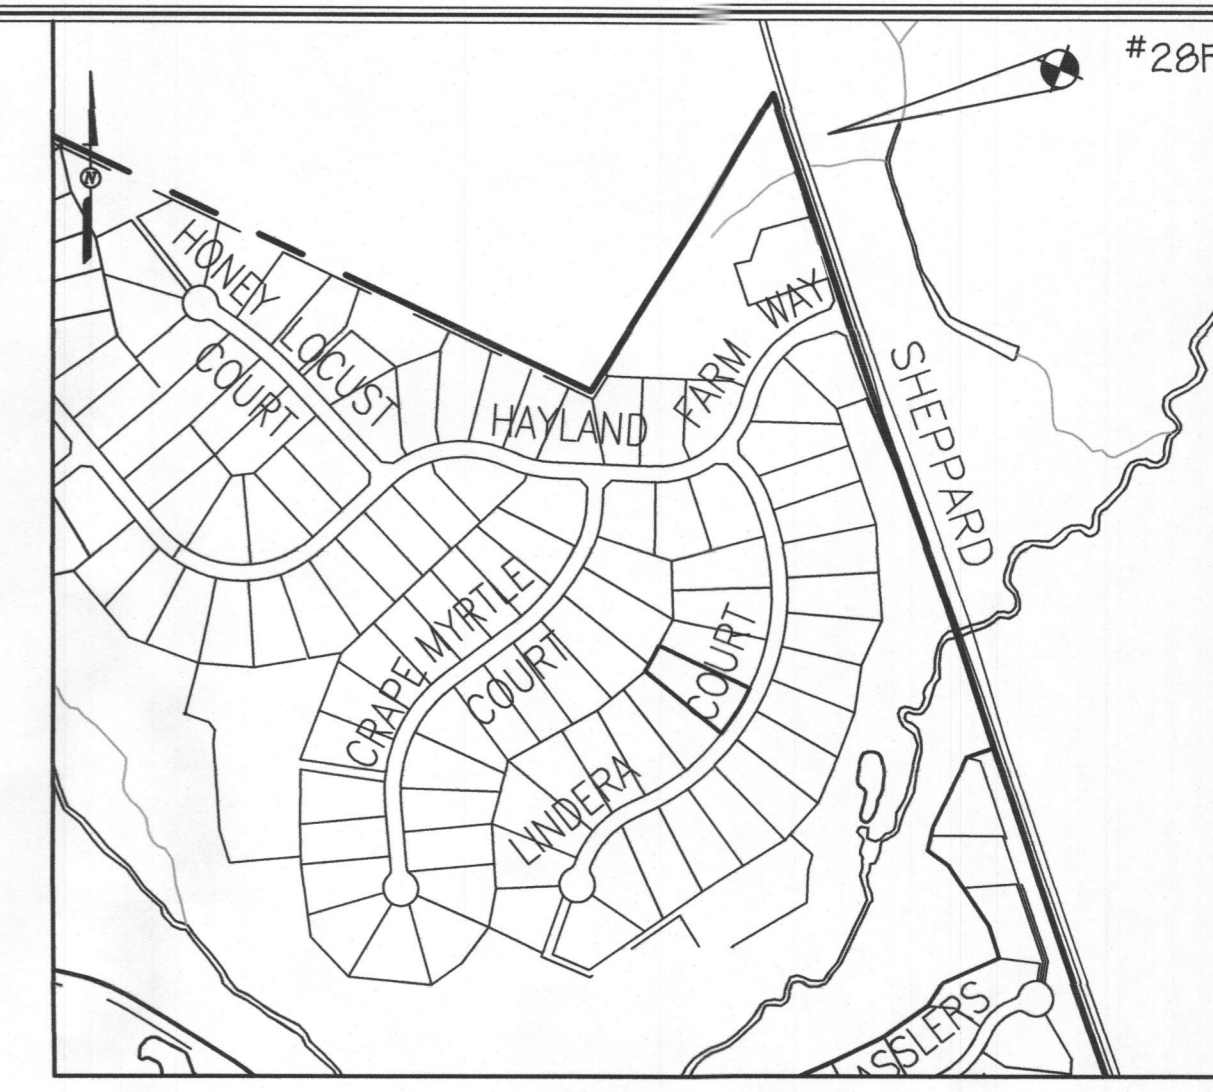 #28F
N
HONEY LOCUST
COURT
HAYLAND FARM WAY
SHEPPARD
CRAPE MYRTLE
COURT
LINDERA COURT
ASSLERS